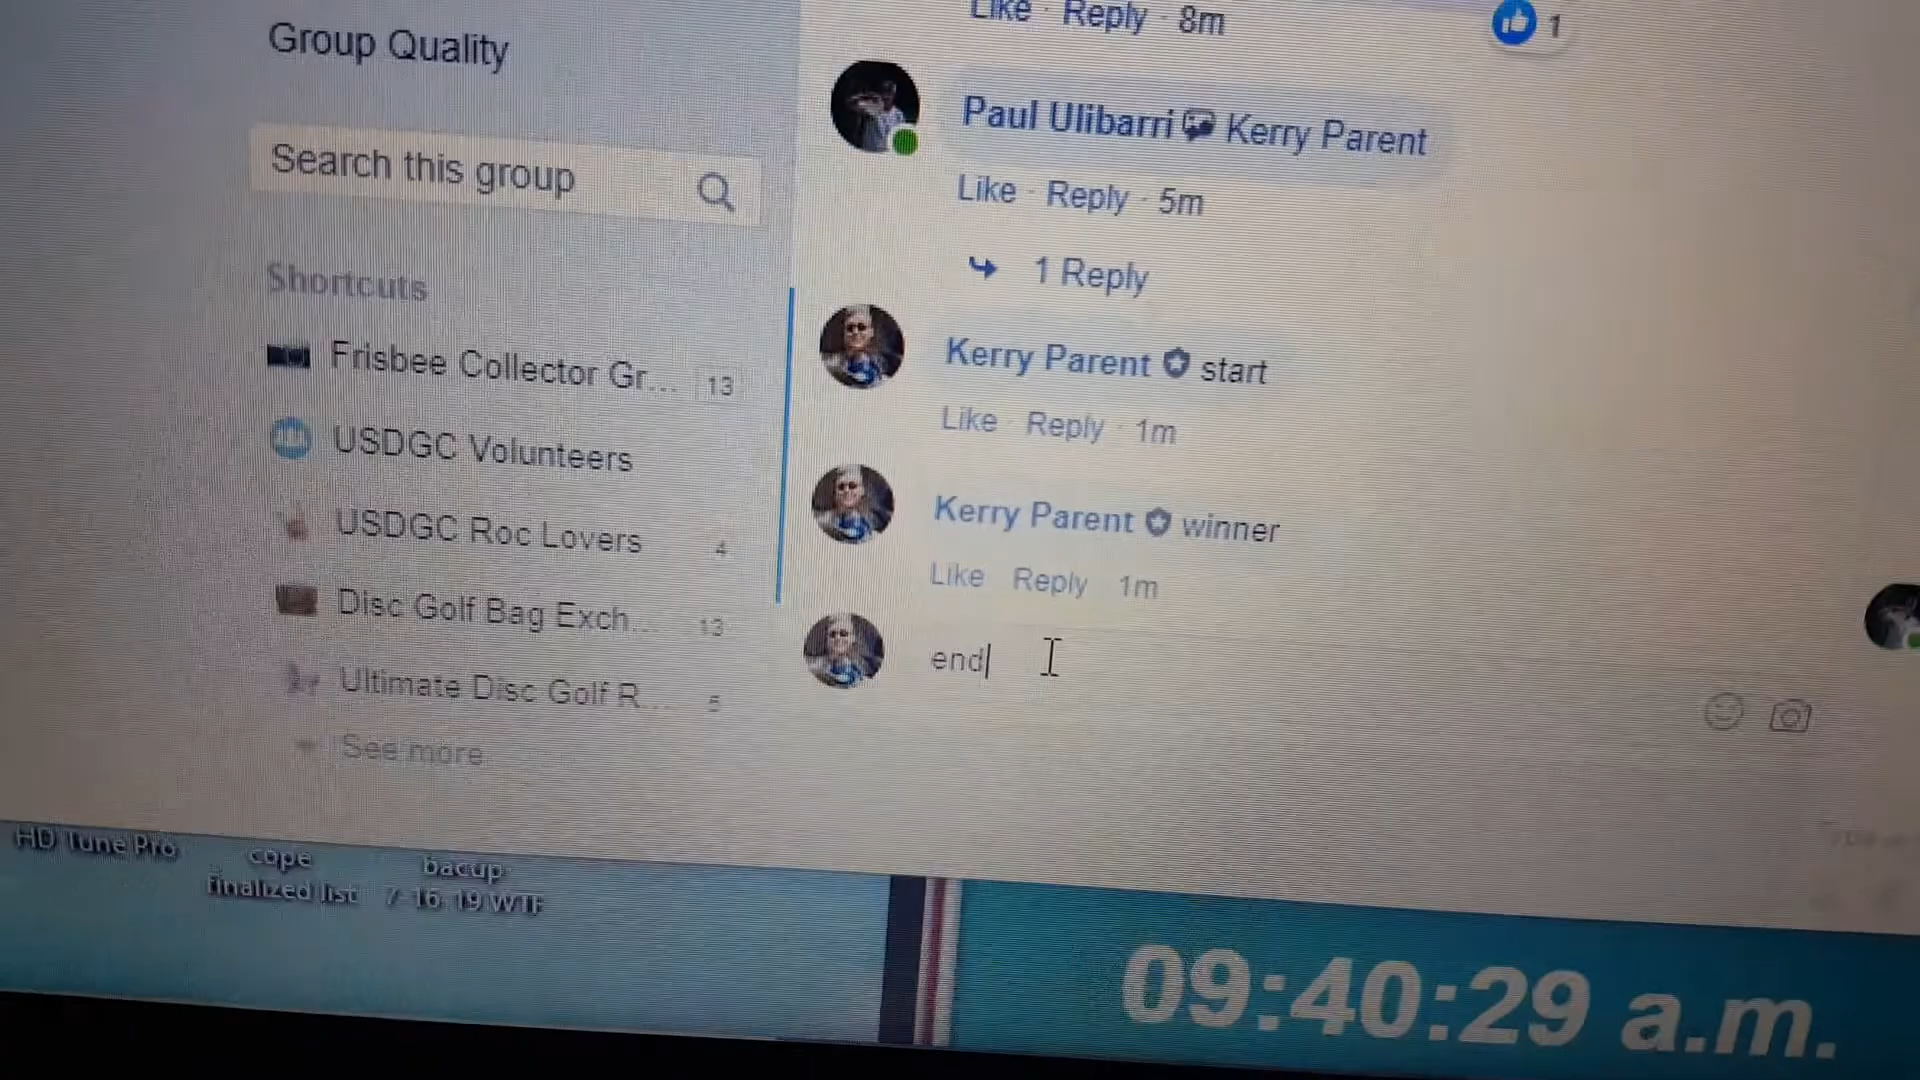 Group Quality
Search this group
Shortcuts
Frisbee Collector Gr... 13
USDGC Volunteers
USDGC Roc Lovers 4
Disc Golf Bag Exch... 13
Ultimate Disc Golf R... 5
See more
Like · Reply · 8m
1
Paul Ulibarri Kerry Parent
Like · Reply · 5m
1 Reply
Kerry Parent start
Like · Reply · 1m
Kerry Parent winner
Like Reply 1m
end
HD Tune Pro
cope
finalized list
bacup
7-16-19 WTF
09:40:29 a.m.